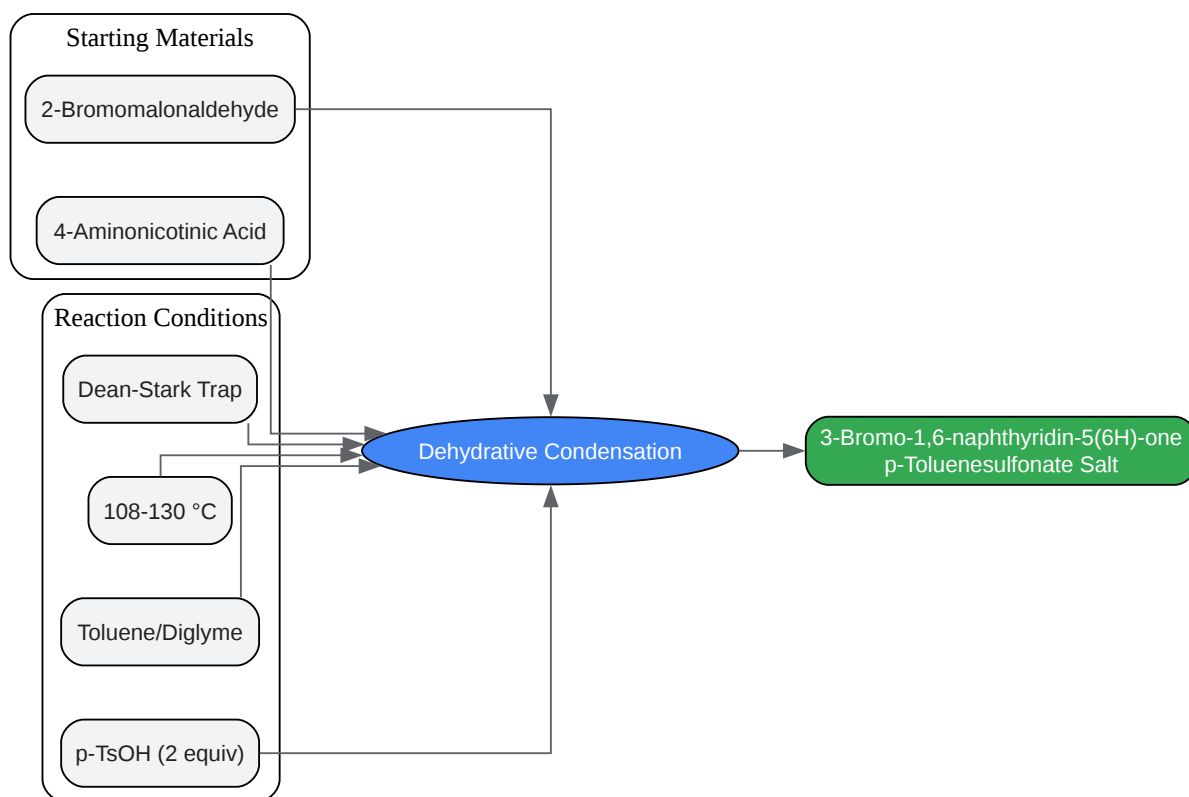 Starting Materials
2-Bromomalonaldehyde
4-Aminonicotinic Acid
Reaction Conditions
Dean-Stark Trap
108-130 °C
Toluene/Diglyme
p-TsOH (2 equiv)
Dehydrative Condensation
3-Bromo-1,6-naphthyridin-5(6H)-one
p-Toluenesulfonate Salt